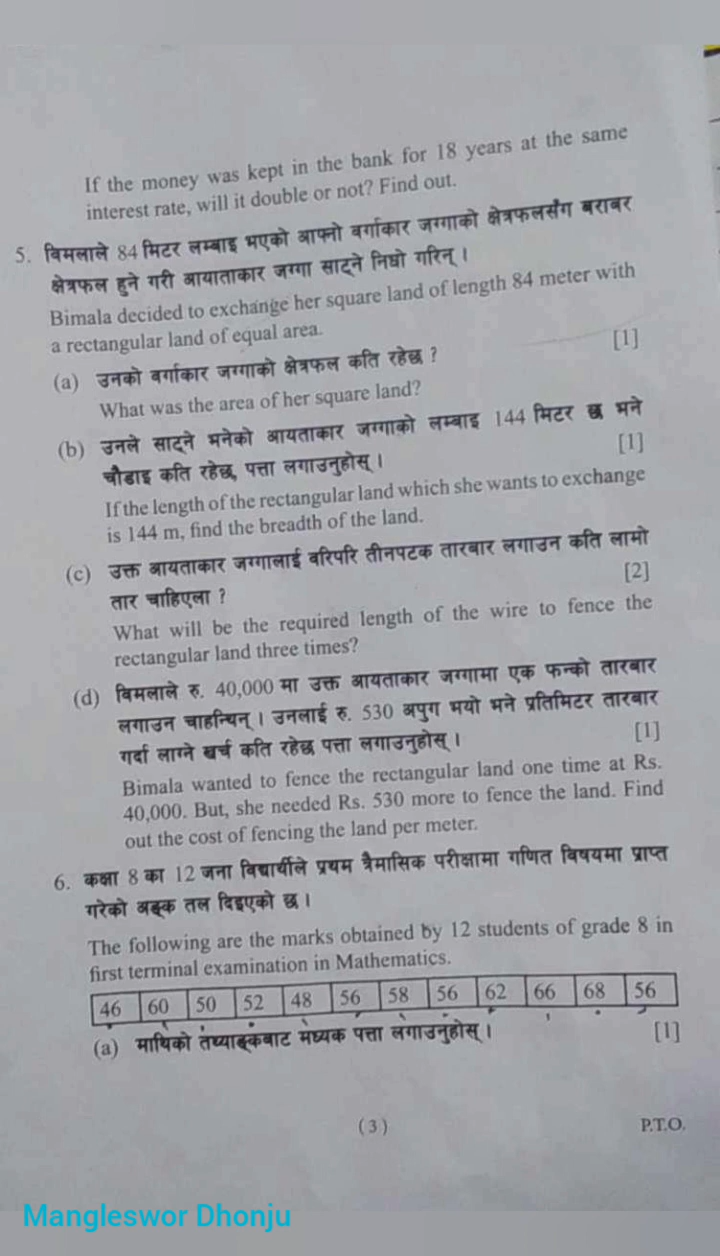 If the money was kept in the bank for 18 years at the same
interest rate, will it double or not? Find out.
5. बिमलाले 84 मिटर लम्बाइ भएको आफ्नो वर्गाकार जग्गाको क्षेत्रफलसँग बराबर
क्षेत्रफल हुने गरी आयाताकार जग्गा साट्ने निधो गरिन् ।
Bimala decided to exchange her square land of length 84 meter with
a rectangular land of equal area.
(a) उनको वर्गाकार जग्गाको क्षेत्रफल कति रहेछ ? [1]
What was the area of her square land?
(b) उनले साट्ने भनेको आयताकार जग्गाको लम्बाइ 144 मिटर छ भने
चौडाइ कति रहेछ, पत्ता लगाउनुहोस् । [1]
If the length of the rectangular land which she wants to exchange
is 144 m, find the breadth of the land.
(c) उक्त आयताकार जग्गालाई वरिपरि तीनपटक तारबार लगाउन कति लामो
तार चाहिएला ? [2]
What will be the required length of the wire to fence the
rectangular land three times?
(d) बिमलाले रु. 40,000 मा उक्त आयताकार जग्गामा एक फन्को तारबार
लगाउन चाहन्थिन् । उनलाई रु. 530 अपुग भयो भने प्रतिमिटर तारबार
गर्दा लाग्ने खर्च कति रहेछ पत्ता लगाउनुहोस् । [1]
Bimala wanted to fence the rectangular land one time at Rs.
40,000. But, she needed Rs. 530 more to fence the land. Find
out the cost of fencing the land per meter.
6. कक्षा 8 का 12 जना विद्यार्थीले प्रथम त्रैमासिक परीक्षामा गणित विषयमा प्राप्त
गरेको अङ्क तल दिइएको छ ।
The following are the marks obtained by 12 students of grade 8 in
first terminal examination in Mathematics.
46 60 50 52 48 56 58 56 62 66 68 56
(a) माथिको तथ्याङ्कबाट मध्यक पत्ता लगाउनुहोस् । [1]
(3) P.T.O.
Mangleswor Dhonju